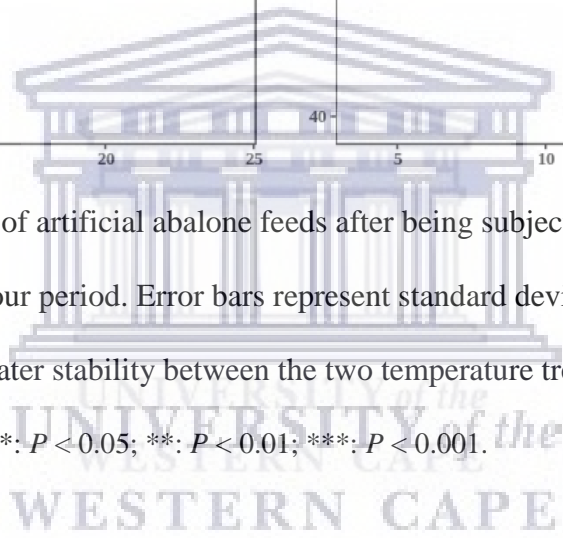 40
20 25 5 10
of artificial abalone feeds after being subjec
our period. Error bars represent standard devi
ater stability between the two temperature tre
*: P < 0.05; **: P < 0.01; ***: P < 0.001.
UNIVERSITY of the
WESTERN CAPE